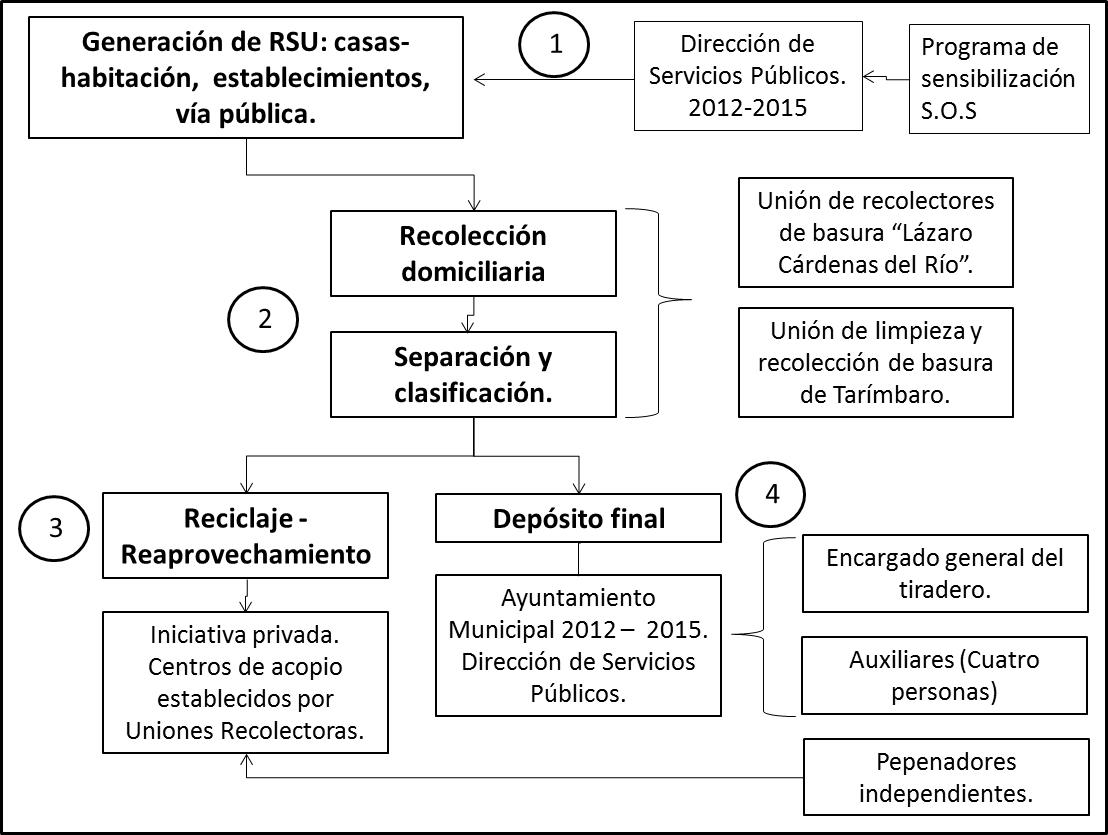 Generación de RSU: casas-
habitación, establecimientos,
vía pública.
1
Dirección de
Servicios Públicos.
2012-2015
Programa de
sensibilización
S.O.S
Recolección
domiciliaria
2
Separación y
clasificación.
Unión de recolectores
de basura “Lázaro
Cárdenas del Río”.
Unión de limpieza y
recolección de basura
de Tarímbaro.
3
Reciclaje -
Reaprovechamiento
Iniciativa privada.
Centros de acopio
establecidos por
Uniones Recolectoras.
Depósito final
4
Ayuntamiento
Municipal 2012 – 2015.
Dirección de Servicios
Públicos.
Encargado general del
tiradero.
Auxiliares (Cuatro
personas)
Pepenadores
independientes.